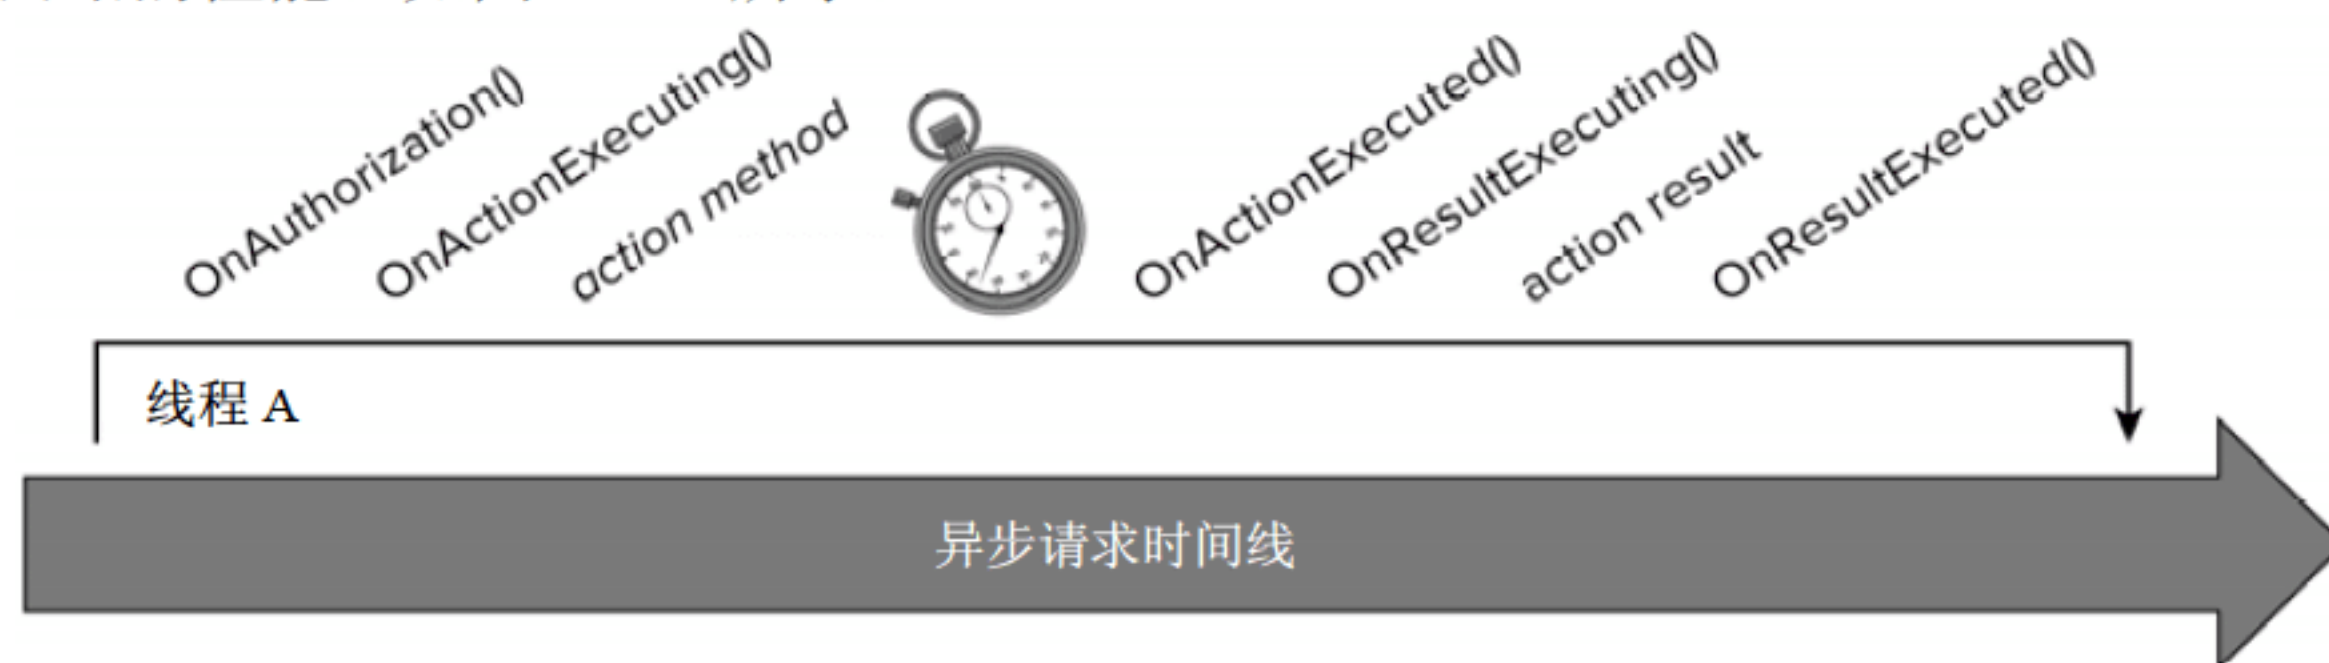 OnAuthorization()
OnActionExecuting()
action method
OnActionExecuted()
OnResultExecuting()
action result
OnResultExecuted()
线程 A
异步请求时间线